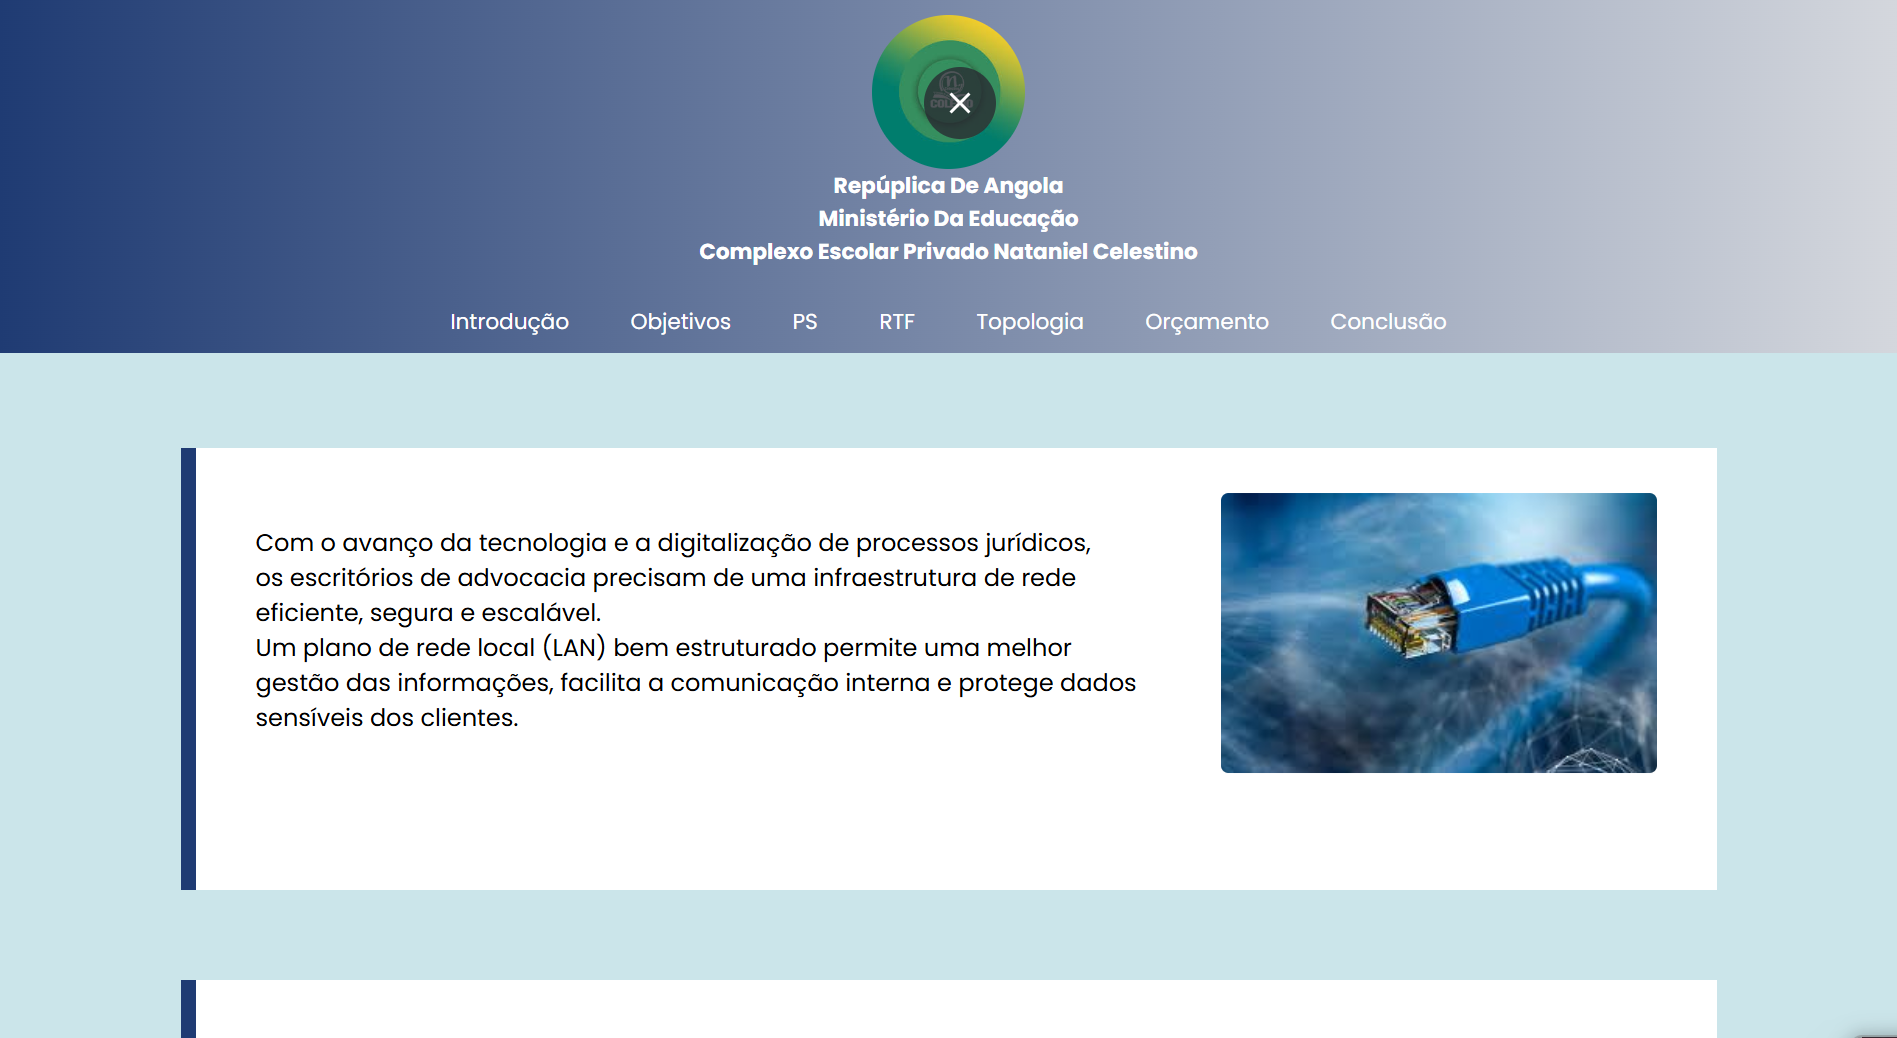 Repúplica De Angola
Ministério Da Educação
Complexo Escolar Privado Nataniel Celestino
Introdução Objetivos PS RTF Topologia Orçamento Conclusão
Com o avanço da tecnologia e a digitalização de processos jurídicos,
os escritórios de advocacia precisam de uma infraestrutura de rede
eficiente, segura e escalável.
Um plano de rede local (LAN) bem estruturado permite uma melhor
gestão das informações, facilita a comunicação interna e protege dados
sensíveis dos clientes.